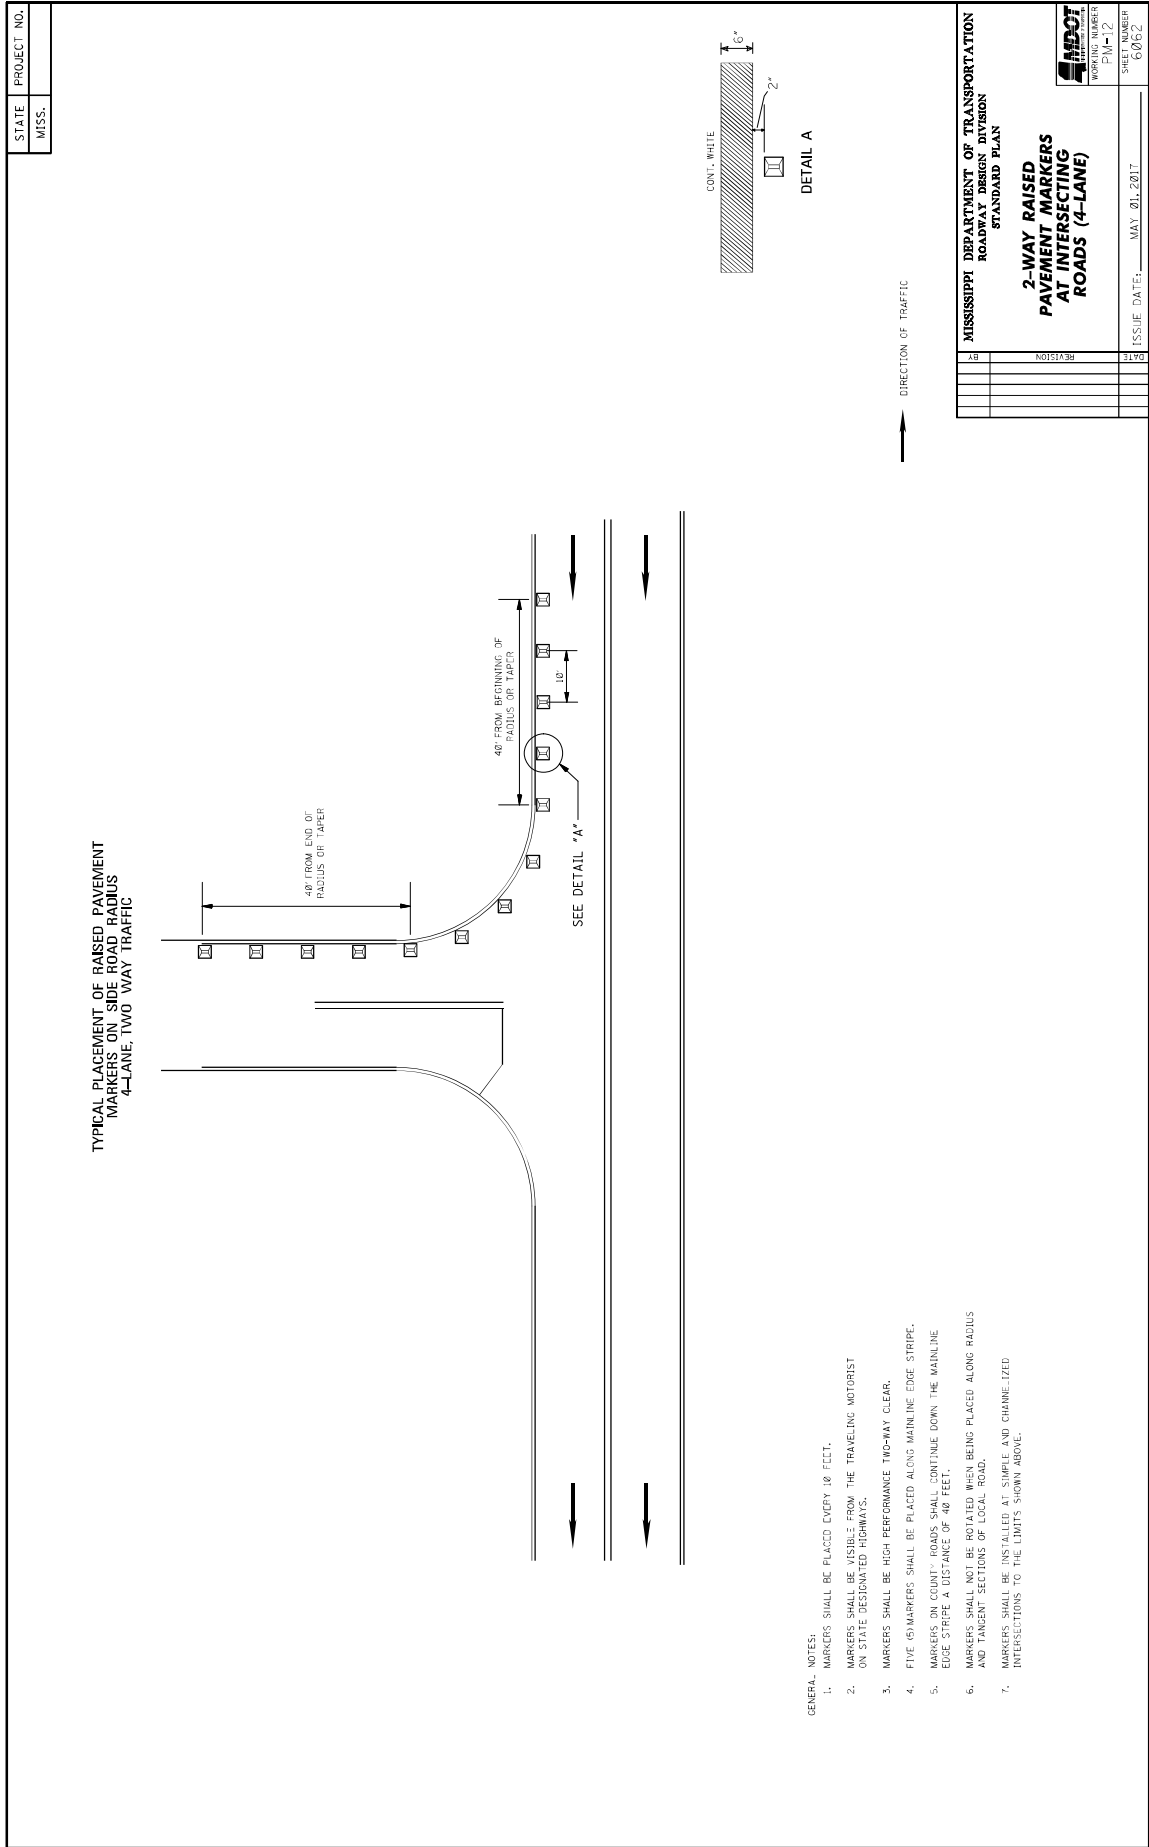 STATE PROJECT NO.
MISS.
TYPICAL PLACEMENT OF RAISED PAVEMENT
MARKERS ON SIDE ROAD RADIUS
4-LANE, TWO WAY TRAFFIC
40' FROM END OF
RADIUS OR TAPER
40' FROM BEGINNING OF
RADIUS OR TAPER
10'
SEE DETAIL "A"
CONT. WHITE
6"
2"
DETAIL A
DIRECTION OF TRAFFIC
GENERAL NOTES:
1. MARKERS SHALL BE PLACED EVERY 10 FEET.
2. MARKERS SHALL BE VISIBLE FROM THE TRAVELING MOTORIST
ON STATE DESIGNATED HIGHWAYS.
3. MARKERS SHALL BE HIGH PERFORMANCE TWO-WAY CLEAR.
4. FIVE (5) MARKERS SHALL BE PLACED ALONG MAINLINE EDGE STRIPE.
5. MARKERS ON COUNTY ROADS SHALL CONTINUE DOWN THE MAINLINE
EDGE STRIPE A DISTANCE OF 40 FEET.
6. MARKERS SHALL NOT BE ROTATED WHEN BEING PLACED ALONG RADIUS
AND TANGENT SECTIONS OF LOCAL ROAD.
7. MARKERS SHALL BE INSTALLED AT SIMPLE AND CHANNELIZED
INTERSECTIONS TO THE LIMITS SHOWN ABOVE.
BY
REVISION
DATE
MISSISSIPPI DEPARTMENT OF TRANSPORTATION
ROADWAY DESIGN DIVISION
STANDARD PLAN
2-WAY RAISED
PAVEMENT MARKERS
AT INTERSECTING
ROADS (4-LANE)
ISSUE DATE: MAY 01, 2017
MDOT
WORKING NUMBER
PM-12
SHEET NUMBER
6062